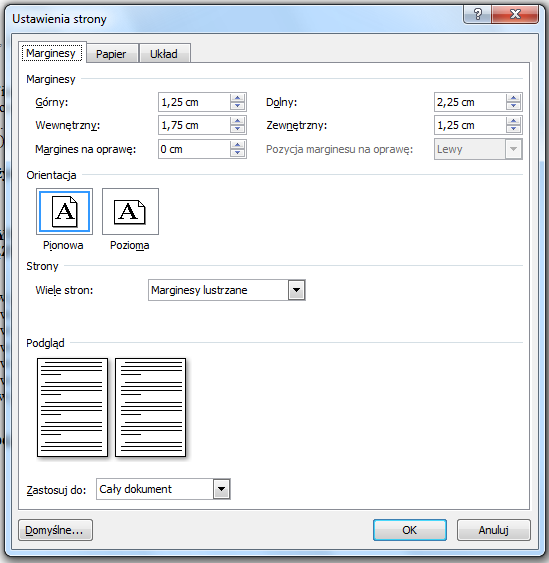 Ustawienia strony
Marginesy Papier Układ
Marginesy
Górny: 1,25 cm Dolny: 2,25 cm
Wewnętrzny: 1,75 cm Zewnętrzny: 1,25 cm
Margines na oprawę: 0 cm Pozycja marginesu na oprawę: Lewy
Orientacja
A A
Pionowa Pozioma
Strony
Wiele stron: Marginesy lustrzane
Podgląd
Zastosuj do: Cały dokument
Domyślne... OK Anuluj